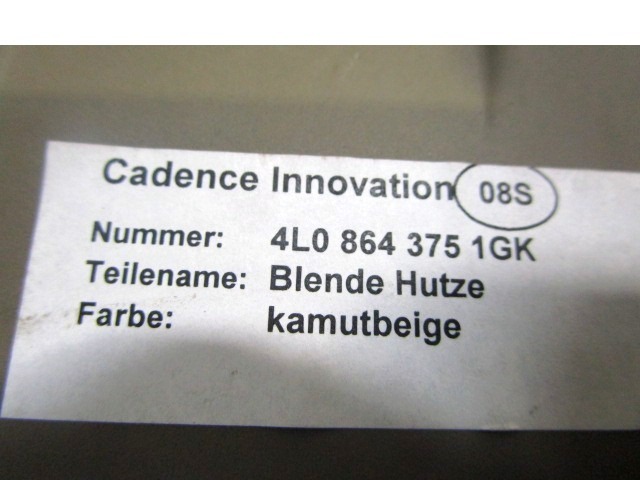 Cadence Innovation 08S
Nummer: 4L0 864 375 1GK
Teilename: Blende Hutze
Farbe: kamutbeige